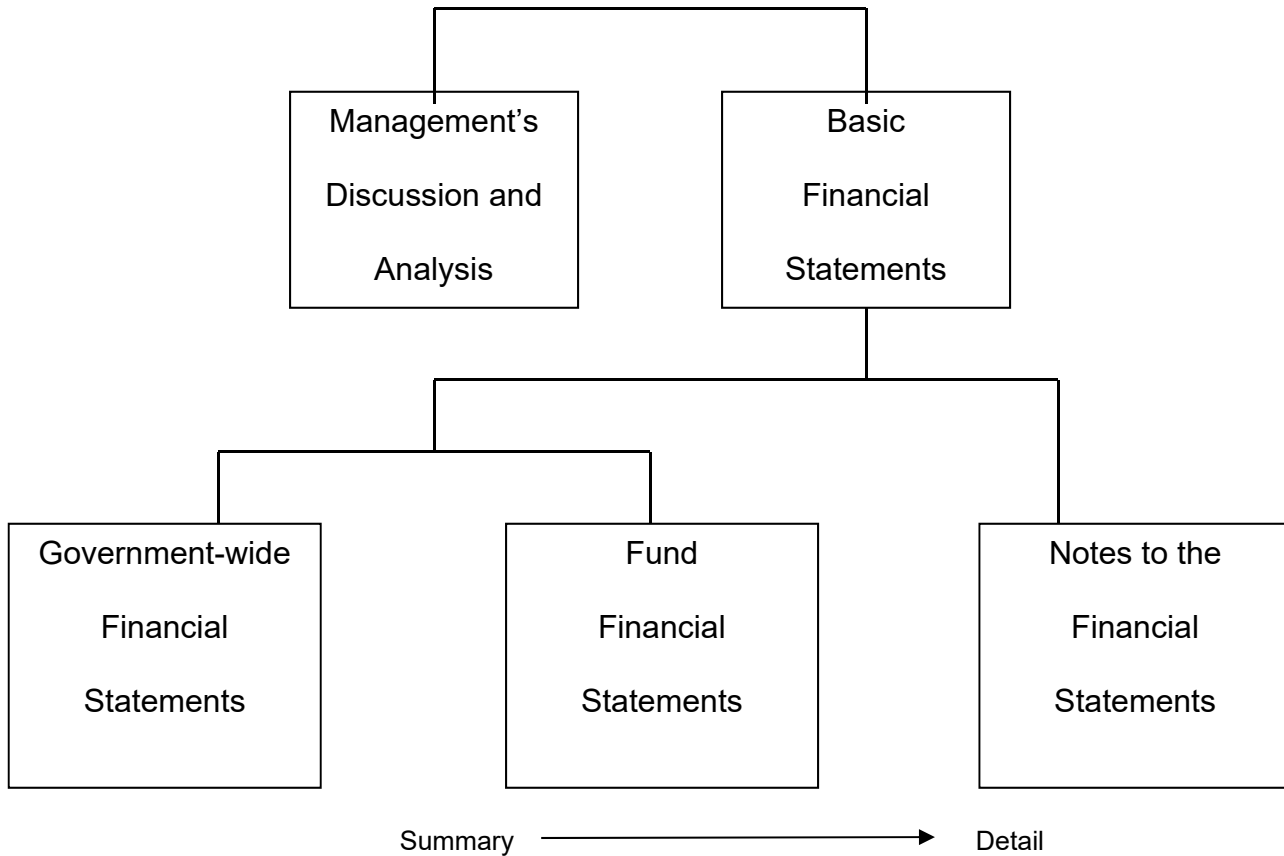 Management’s
Discussion and
Analysis
Basic
Financial
Statements
Government-wide
Financial
Statements
Fund
Financial
Statements
Notes to the
Financial
Statements
Summary
Detail